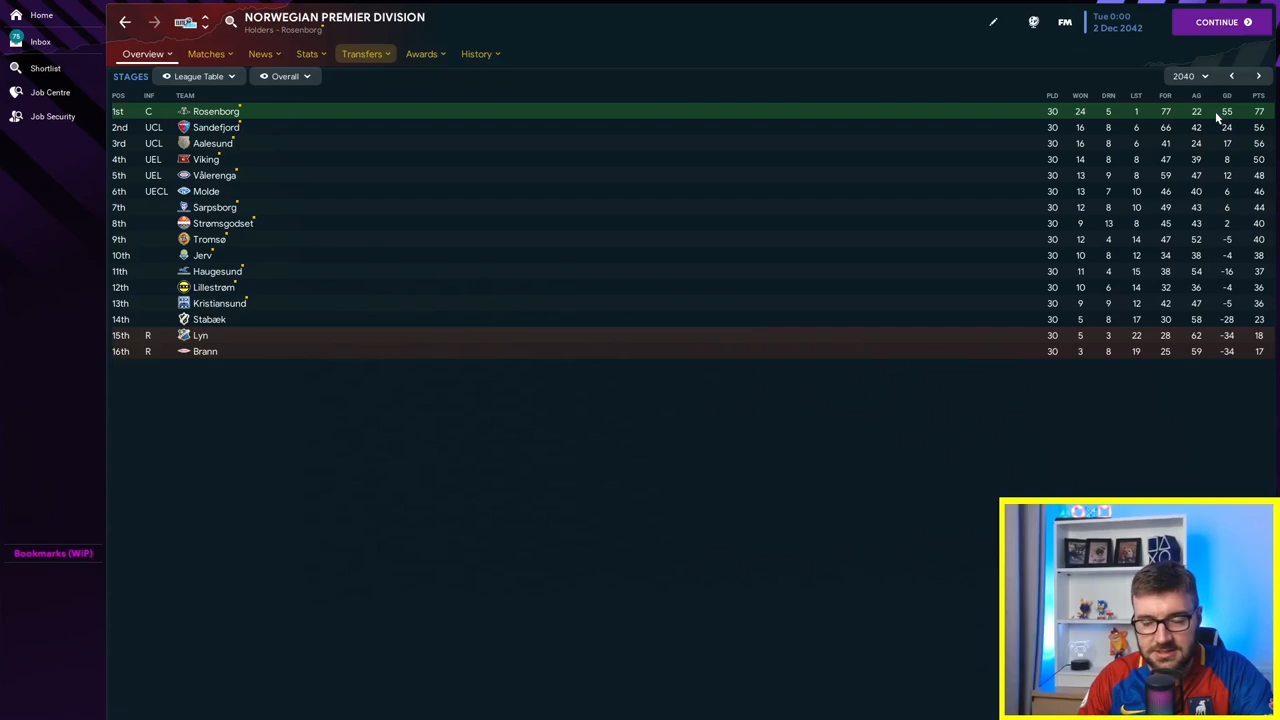 Home
NORWEGIAN PREMIER DIVISION
Holders - Rosenborg
FM
Tue 0:00
2 Dec 2042
CONTINUE
75
Inbox
Shortlist
Job Centre
Job Security
Bookmarks (WiP)
Overview Matches News Stats Transfers Awards History
STAGES League Table Overall 2040
POS INF TEAM PLD WON DRN LST FOR AG GD PTS
1st C Rosenborg 30 24 5 1 77 22 55 77
2nd UCL Sandefjord 30 16 8 6 66 42 24 56
3rd UCL Aalesund 30 16 8 6 41 24 17 56
4th UEL Viking 30 14 8 8 47 39 8 50
5th UEL Vålerenga 30 13 9 8 59 47 12 48
6th UECL Molde 30 13 7 10 46 40 6 46
7th Sarpsborg 30 12 8 10 49 43 6 44
8th Strømsgodset 30 9 13 8 45 43 2 40
9th Tromsø 30 12 4 14 47 52 -5 40
10th Jerv 30 10 8 12 34 38 -4 38
11th Haugesund 30 11 4 15 38 54 -16 37
12th Lillestrøm 30 10 6 14 32 36 -4 36
13th Kristiansund 30 9 9 12 42 47 -5 36
14th Stabæk 30 5 8 17 30 58 -28 23
15th R Lyn 30 5 3 22 28 62 -34 18
16th R Brann 30 3 8 19 25 59 -34 17